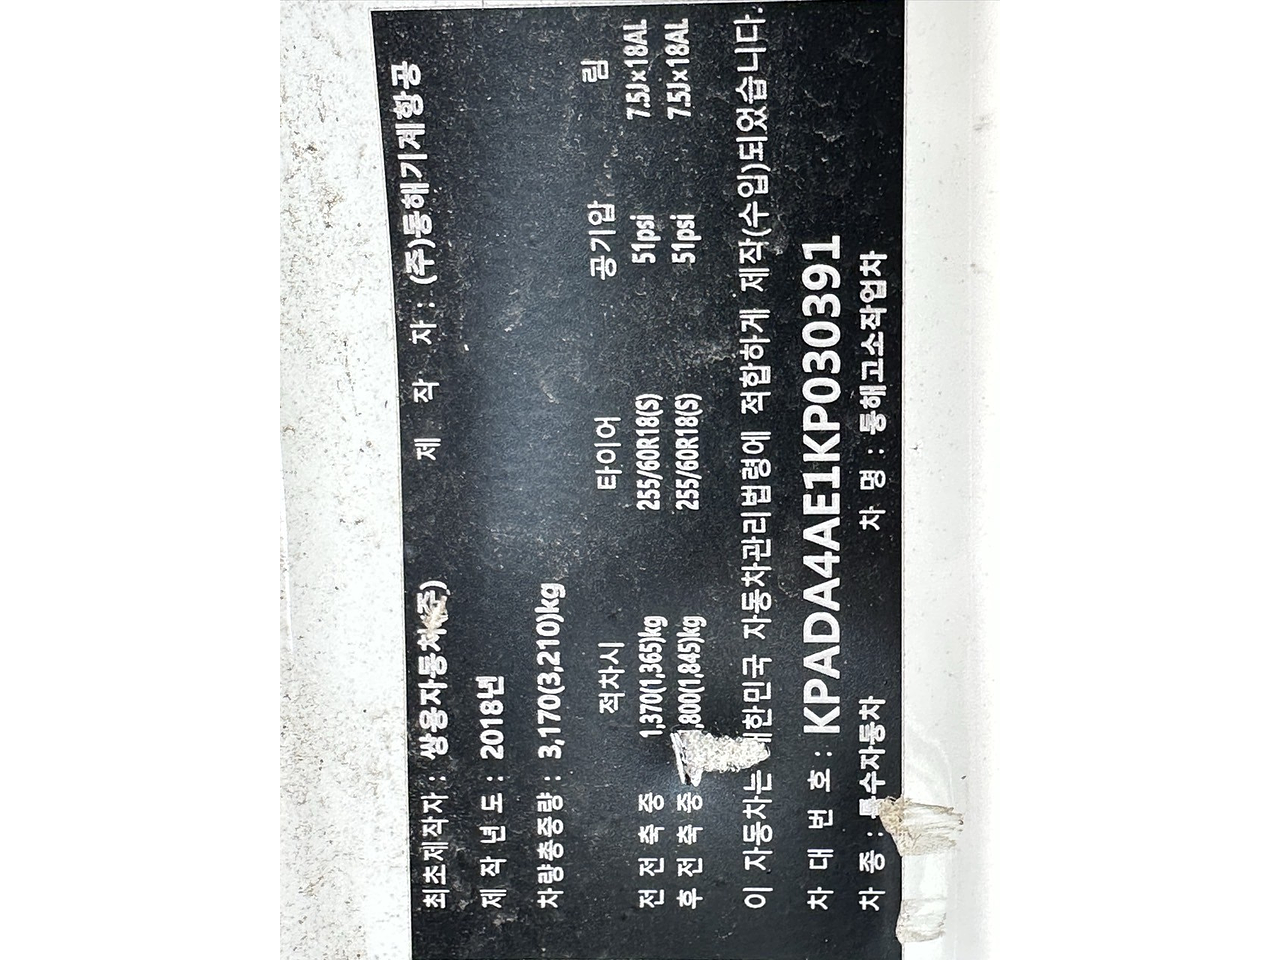 최초제작자 : 쌍용자동차(주) 제 작 자 : (주)동해기계항공
제 작 년 도 : 2018년
차량총중량 : 3,170(3,210)kg
적차시 타이어 공기압 림
전 전 축 중 1,370(1,365)kg 255/60R18(S) 51psi 7.5J×18AL
후 전 축 중 ,800(1,845)kg 255/60R18(S) 51psi 7.5J×18AL
이 자동차는 대한민국 자동차관리법령에 적합하게 제작(수입)되었습니다.
차 대 번 호 : KPADA4AE1KP030391
차 종 : 특수자동차 차 명 : 동해고소작업차